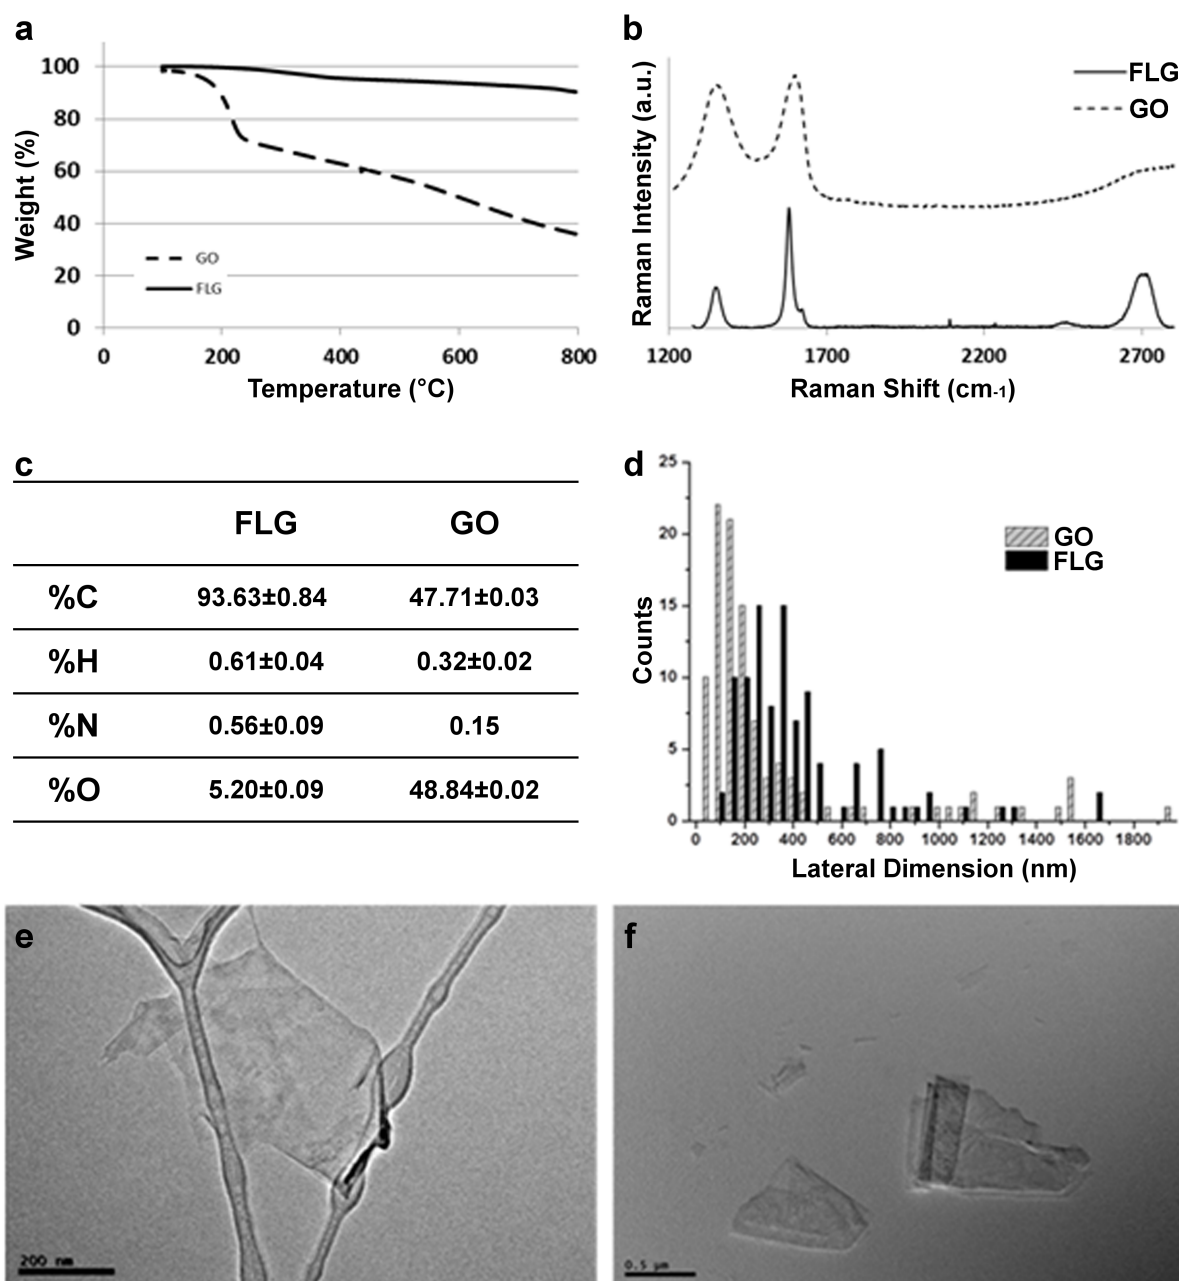 a
100
80
60
40
20
0
0 200 400 600 800
Weight (%)
Temperature (°C)
GO
FLG
b
FLG
GO
Raman Intensity (a.u.)
1200 1700 2200 2700
Raman Shift (cm-1)
c
FLG GO
%C 93.63±0.84 47.71±0.03
%H 0.61±0.04 0.32±0.02
%N 0.56±0.09 0.15
%O 5.20±0.09 48.84±0.02
d
25
20
15
10
5
0
Counts
GO
FLG
0 200 400 600 800 1000 1200 1400 1600 1800
Lateral Dimension (nm)
e
200 nm
f
0.5 µm